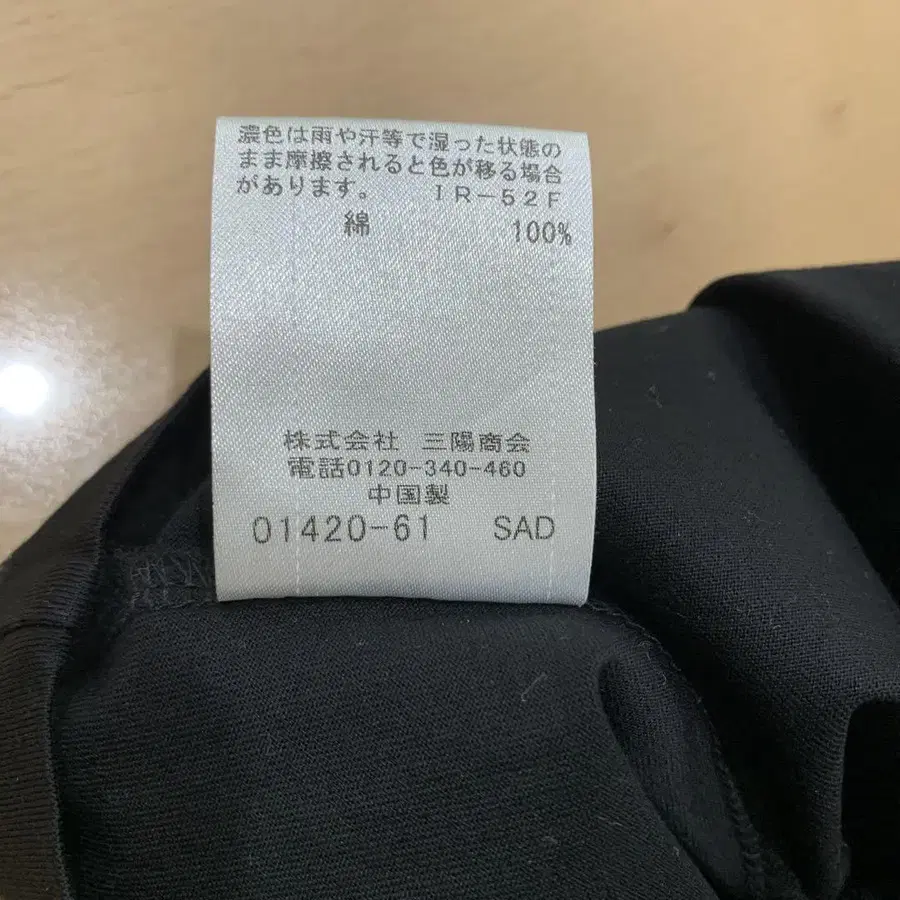 濃色は雨や汗等で湿った状態の
まま摩擦されると色が移る場合
があります。 IR-52F
綿 100%
株式会社 三陽商会
電話0120-340-460
中国製
01420-61 SAD